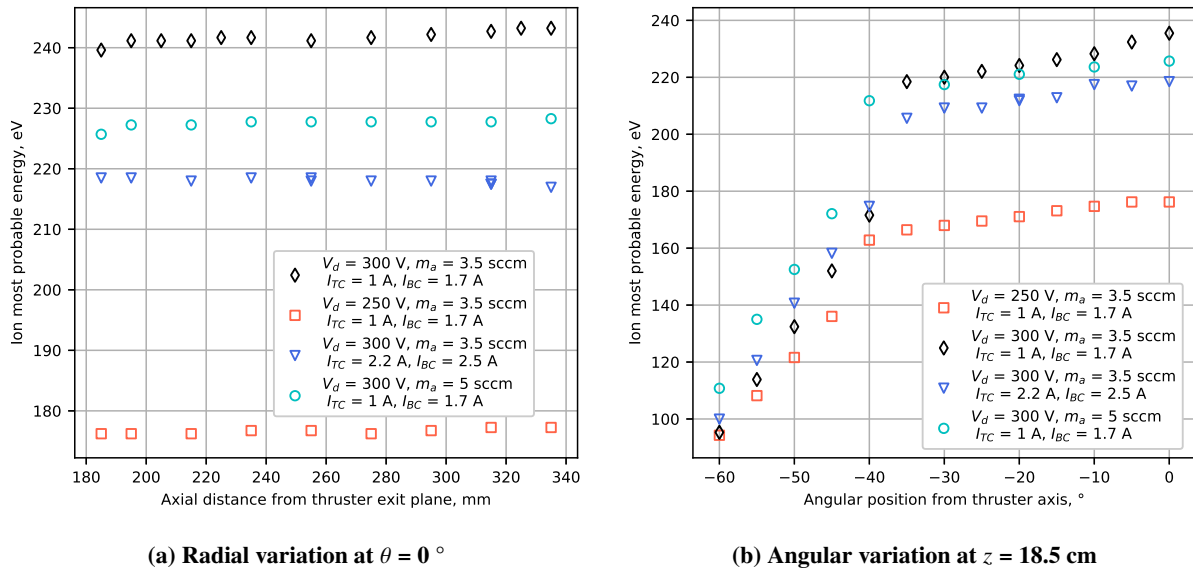 240
230
220
210
200
190
180
Ion most probable energy, eV
180 200 220 240 260 280 300 320 340
Axial distance from thruster exit plane, mm
V_d = 300 V, m_a = 3.5 sccm
I_TC = 1 A, I_BC = 1.7 A
V_d = 250 V, m_a = 3.5 sccm
I_TC = 1 A, I_BC = 1.7 A
V_d = 300 V, m_a = 3.5 sccm
I_TC = 2.2 A, I_BC = 2.5 A
V_d = 300 V, m_a = 5 sccm
I_TC = 1 A, I_BC = 1.7 A
(a) Radial variation at θ = 0 °
240
220
200
180
160
140
120
100
Ion most probable energy, eV
−60 −50 −40 −30 −20 −10 0
Angular position from thruster axis, °
V_d = 250 V, m_a = 3.5 sccm
I_TC = 1 A, I_BC = 1.7 A
V_d = 300 V, m_a = 3.5 sccm
I_TC = 1 A, I_BC = 1.7 A
V_d = 300 V, m_a = 3.5 sccm
I_TC = 2.2 A, I_BC = 2.5 A
V_d = 300 V, m_a = 5 sccm
I_TC = 1 A, I_BC = 1.7 A
(b) Angular variation at z = 18.5 cm